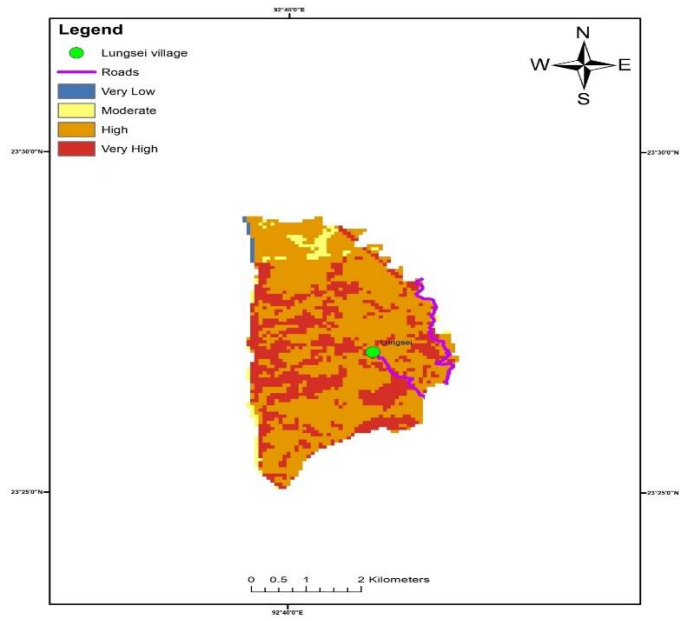 92°40'0"E
Legend
Lungsei village
Roads
Very Low
Moderate
High
Very High
N
W E
S
23°30'0"N 23°30'0"N
Lungsei
23°25'0"N 23°25'0"N
0 0.5 1 2 Kilometers
92°40'0"E